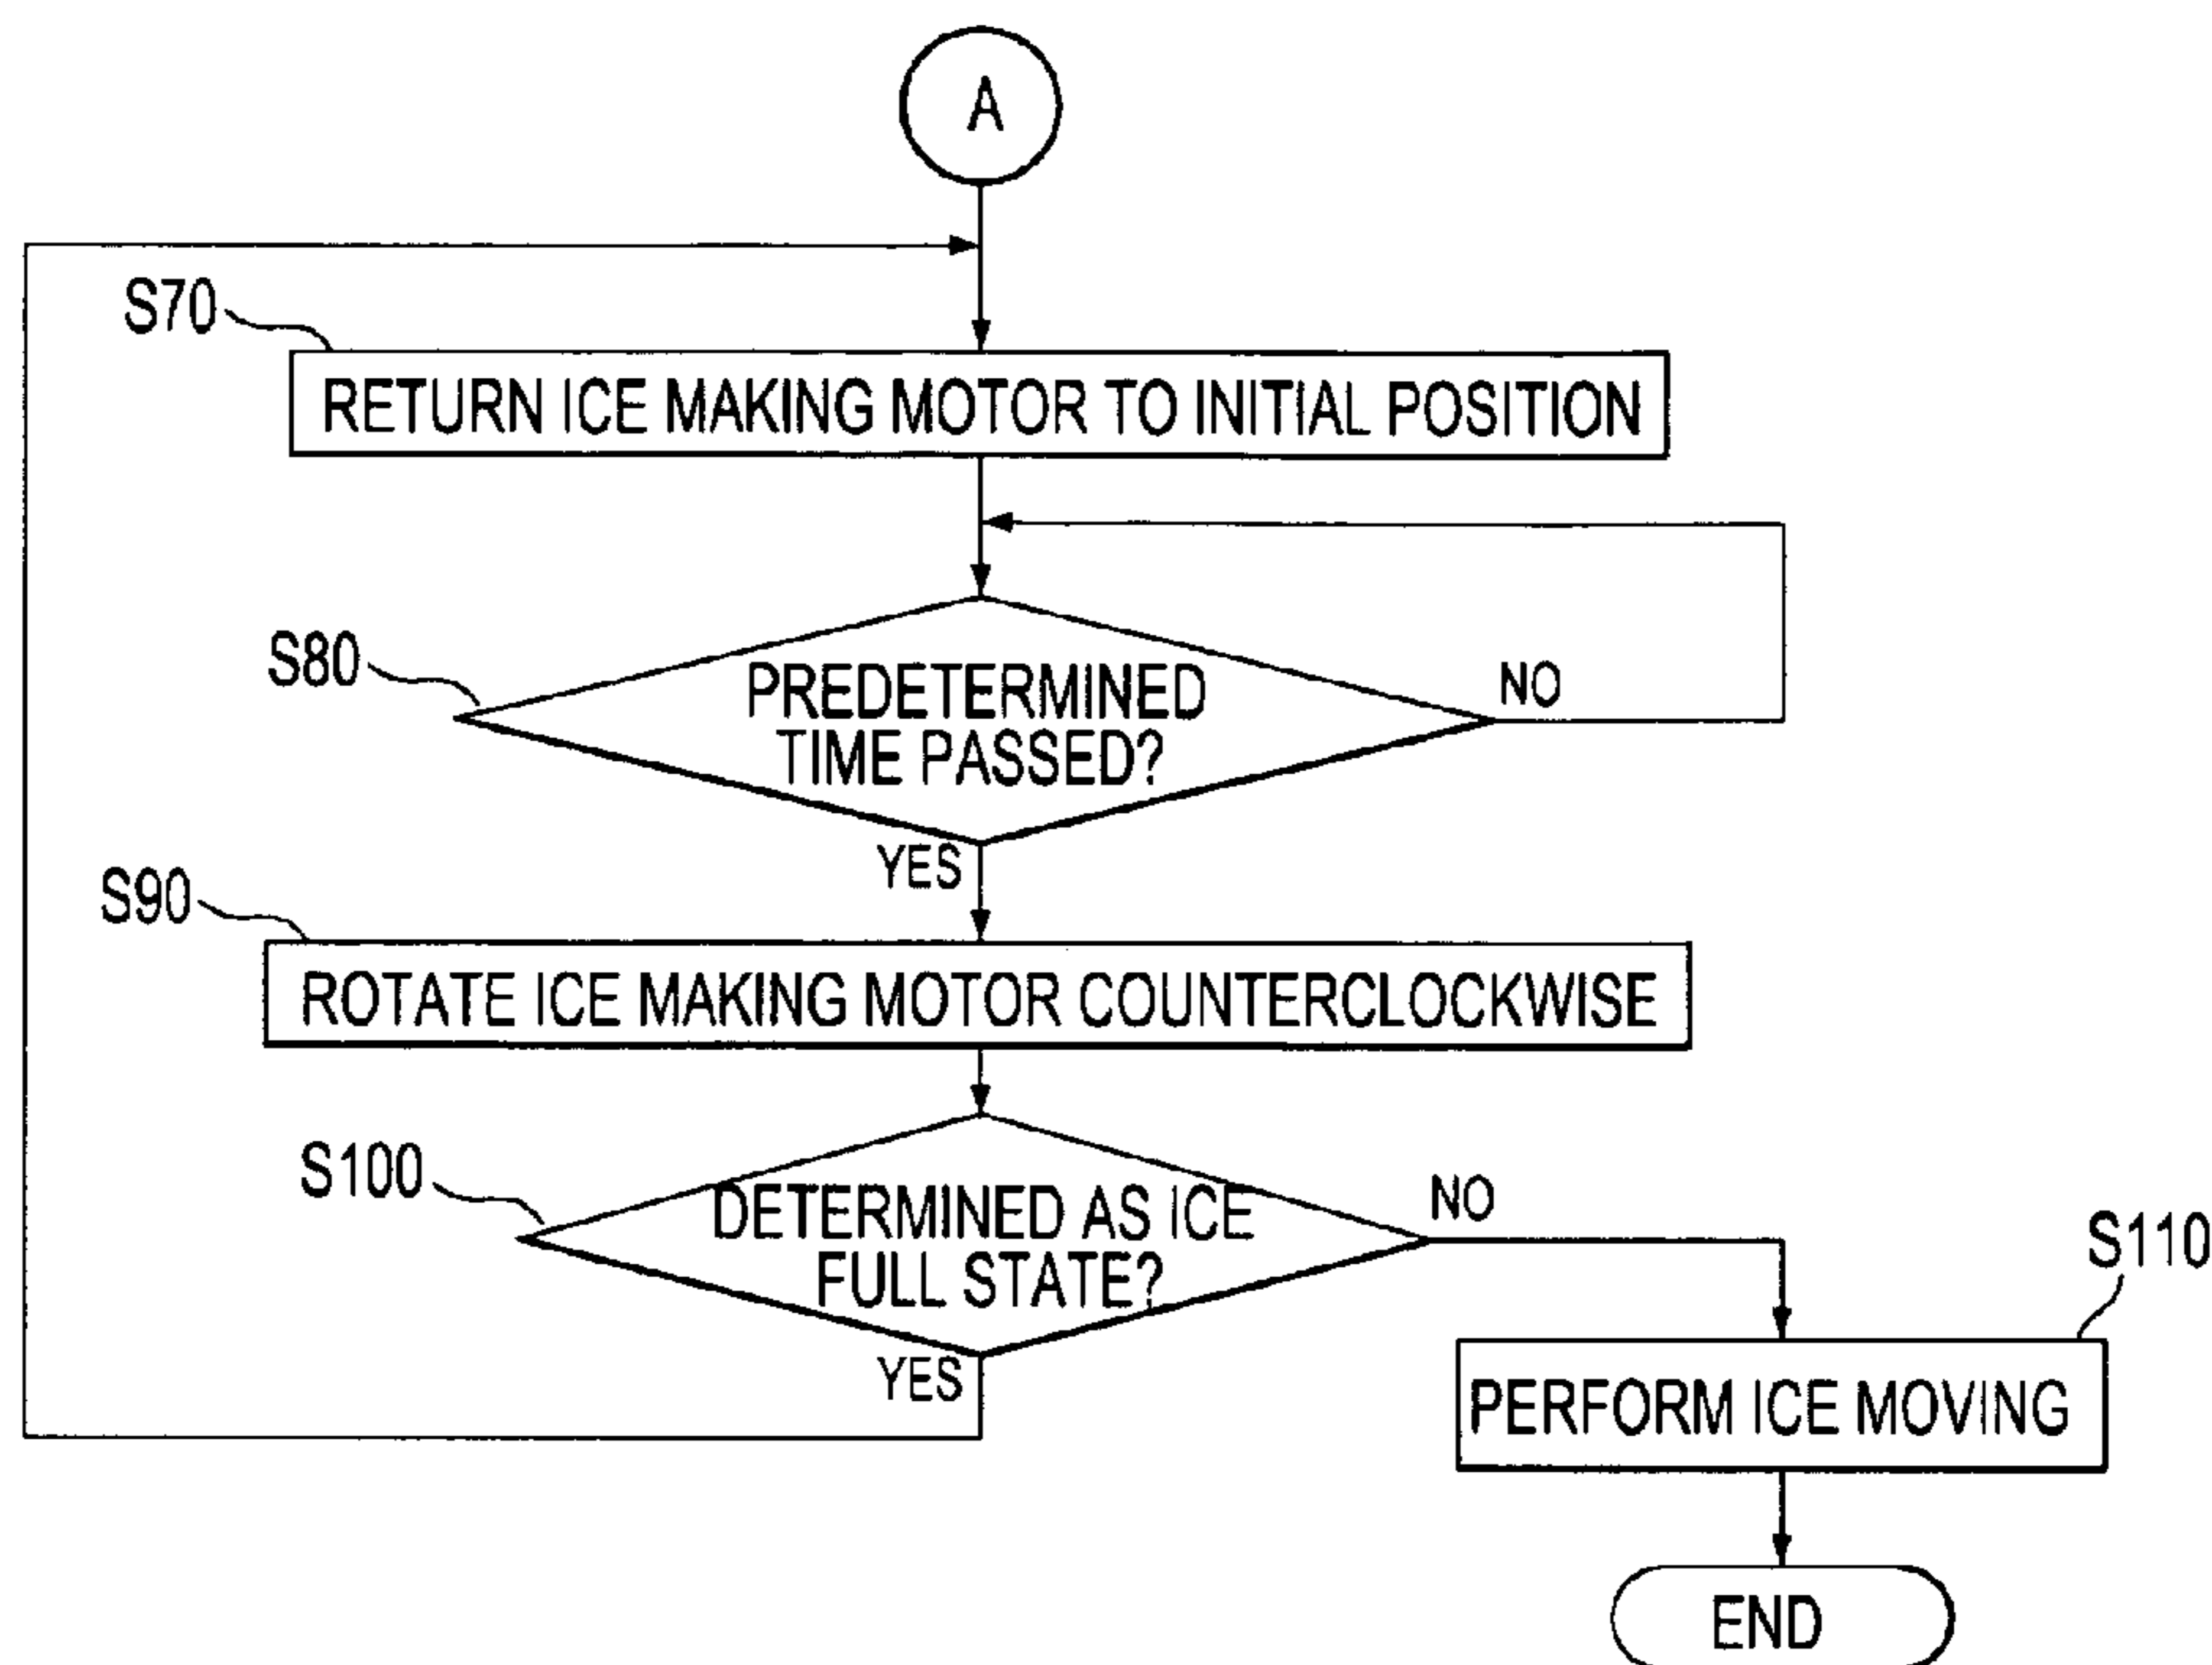 A
S70
RETURN ICE MAKING MOTOR TO INITIAL POSITION
S80
PREDETERMINED
TIME PASSED?
NO
YES
S90
ROTATE ICE MAKING MOTOR COUNTERCLOCKWISE
S100
DETERMINED AS ICE
FULL STATE?
NO
YES
S110
PERFORM ICE MOVING
END